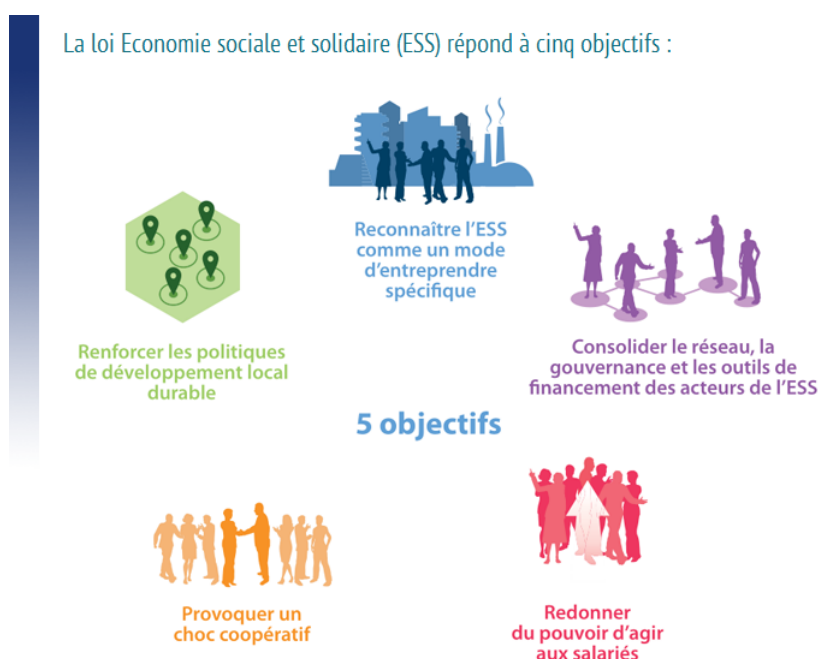 La loi Economie sociale et solidaire (ESS) répond à cinq objectifs :
Reconnaître l'ESS
comme un mode
d'entreprendre
spécifique
Consolider le réseau, la
gouvernance et les outils de
financement des acteurs de l'ESS
Redonner
du pouvoir d'agir
aux salariés
Provoquer un
choc coopératif
Renforcer les politiques
de développement local
durable
5 objectifs